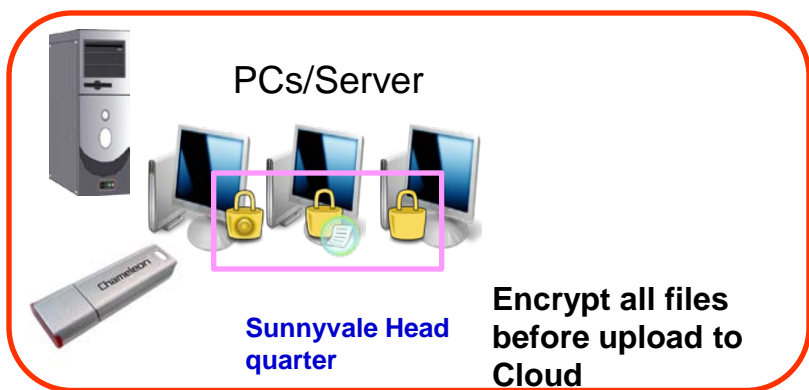 PCs/Server
Chameleon
Sunnyvale Head
quarter
Encrypt all files
before upload to
Cloud